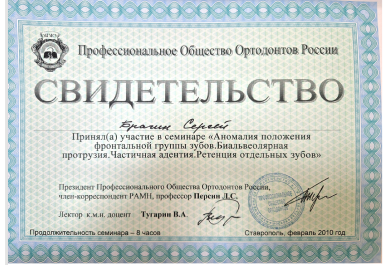 Профессиональное Общество Ортодонтов России
СВИДЕТЕЛЬСТВО
Брагин Сергей
Принял(а) участие в семинаре «Аномалия положения
фронтальной группы зубов.Биальвеолярная
протрузия.Частичная адентия.Ретенция отдельных зубов»
Президент Профессионального Общества Ортодонтов России,
член-корреспондент РАМН, профессор Персин Л.С.
Лектор к.м.н. доцент Тугарин В.А.
Продолжительность семинара – 8 часов
Ставрополь, февраль 2010 год